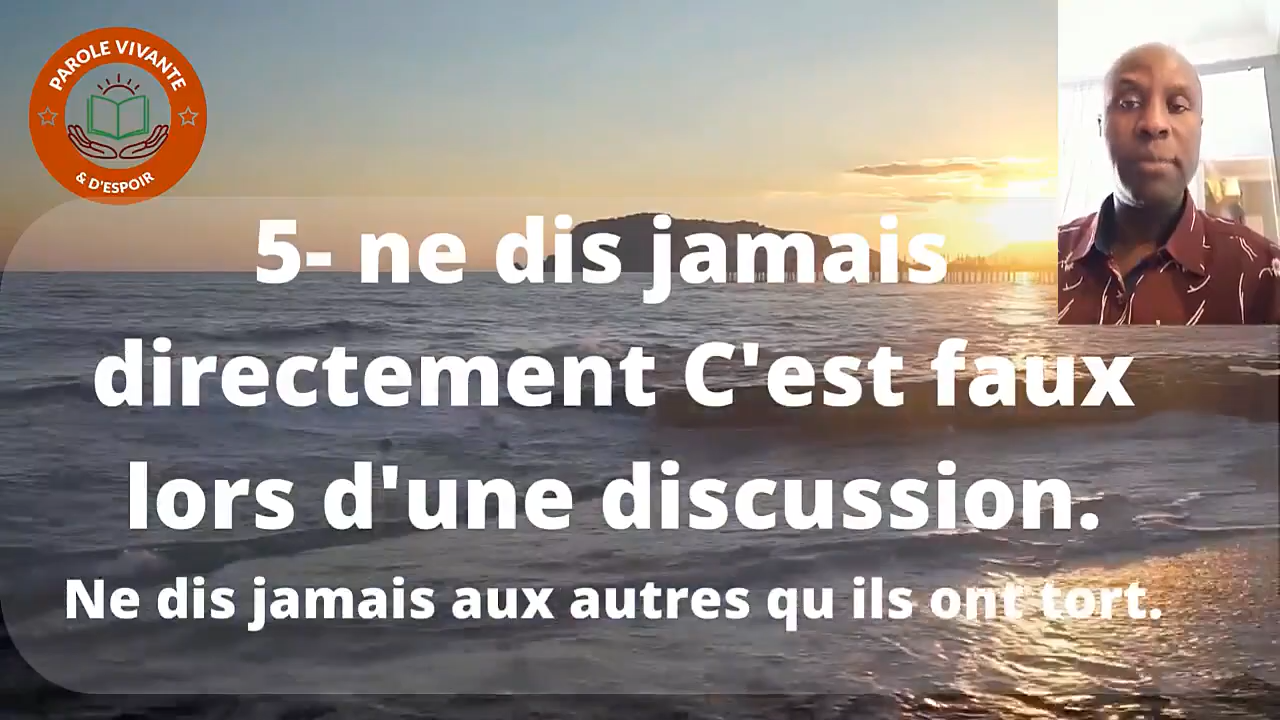 PAROLE VIVANTE
& D'ESPOIR
5- ne dis jamais
directement C'est faux
lors d'une discussion.
Ne dis jamais aux autres qu ils ont tort.